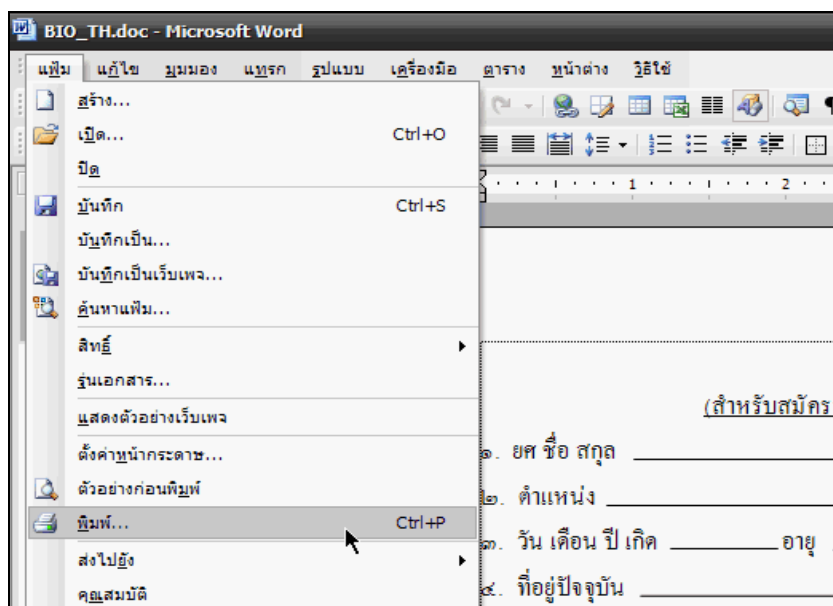 BIO_TH.doc - Microsoft Word
แฟ้ม แก้ไข มุมมอง แทรก รูปแบบ เครื่องมือ ตาราง หน้าต่าง วิธีใช้
สร้าง...
เปิด... Ctrl+O
ปิด
1 2
บันทึก Ctrl+S
บันทึกเป็น...
บันทึกเป็นเว็บเพจ...
ค้นหาแฟ้ม...
สิทธิ์
รุ่นเอกสาร...
แสดงตัวอย่างเว็บเพจ
(สำหรับสมัคร
ตั้งค่าหน้ากระดาษ...
๑. ยศ ชื่อ สกุล
ตัวอย่างก่อนพิมพ์
๒. ตำแหน่ง
พิมพ์... Ctrl+P
๓. วัน เดือน ปี เกิด อายุ
ส่งไปยัง
คุณสมบัติ
๔. ที่อยู่ปัจจุบัน